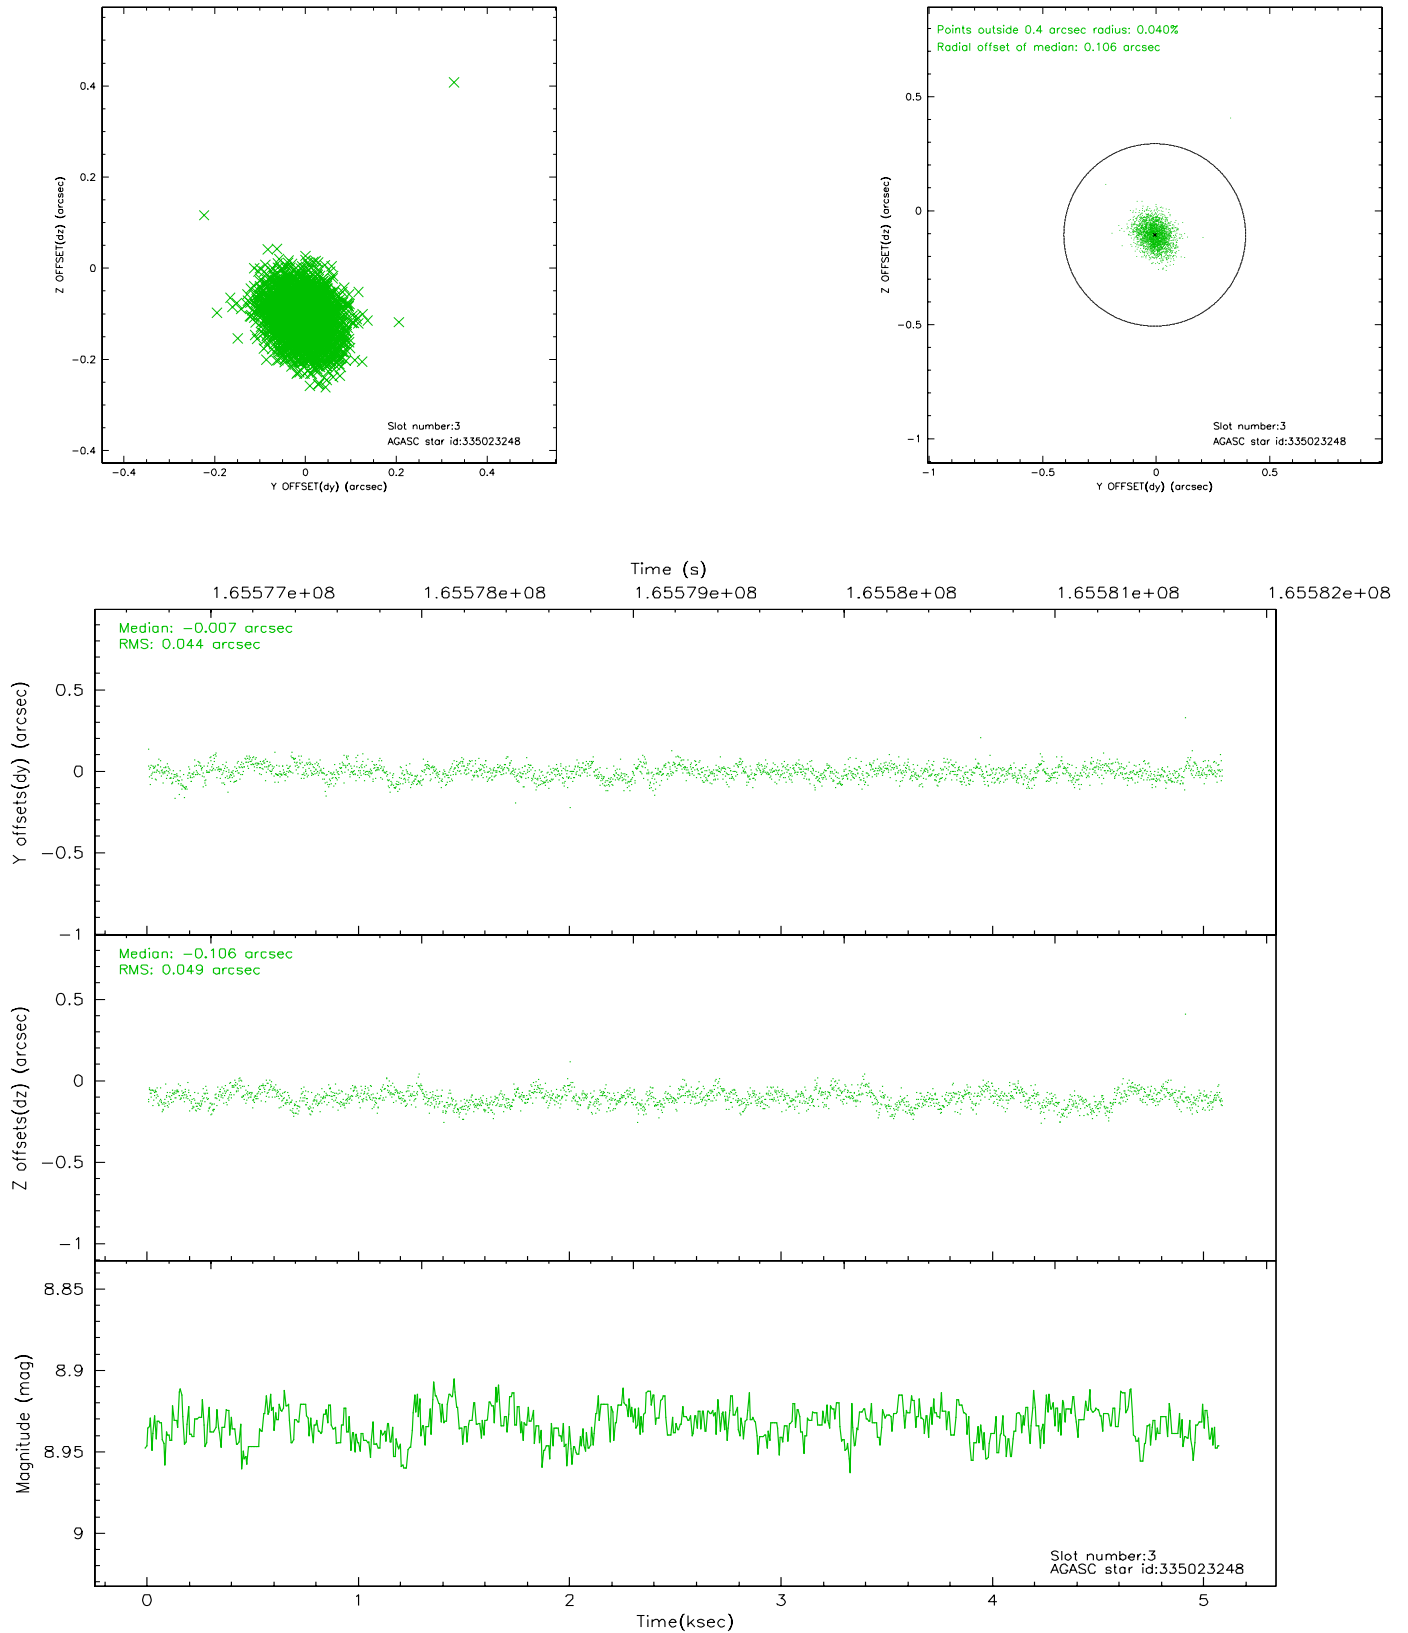 0.4
0.2
0
−0.2
−0.4
Z OFFSET(dz) (arcsec)
Slot number:3
AGASC star id:335023248
−0.4 −0.2 0 0.2 0.4
Y OFFSET(dy) (arcsec)
Points outside 0.4 arcsec radius: 0.040%
Radial offset of median: 0.106 arcsec
0.5
0
−0.5
−1
Z OFFSET(dz) (arcsec)
Slot number:3
AGASC star id:335023248
−1 −0.5 0 0.5
Y OFFSET(dy) (arcsec)
Time (s)
1.65577e+08 1.65578e+08 1.65579e+08 1.6558e+08 1.65581e+08 1.65582e+08
Median: −0.007 arcsec
RMS: 0.044 arcsec
0.5
0
−0.5
−1
Y offsets(dy) (arcsec)
Median: −0.106 arcsec
RMS: 0.049 arcsec
0.5
0
−0.5
−1
Z offsets(dz) (arcsec)
8.85
8.9
8.95
9
Magnitude (mag)
Slot number:3
AGASC star id:335023248
0 1 2 3 4 5
Time(ksec)